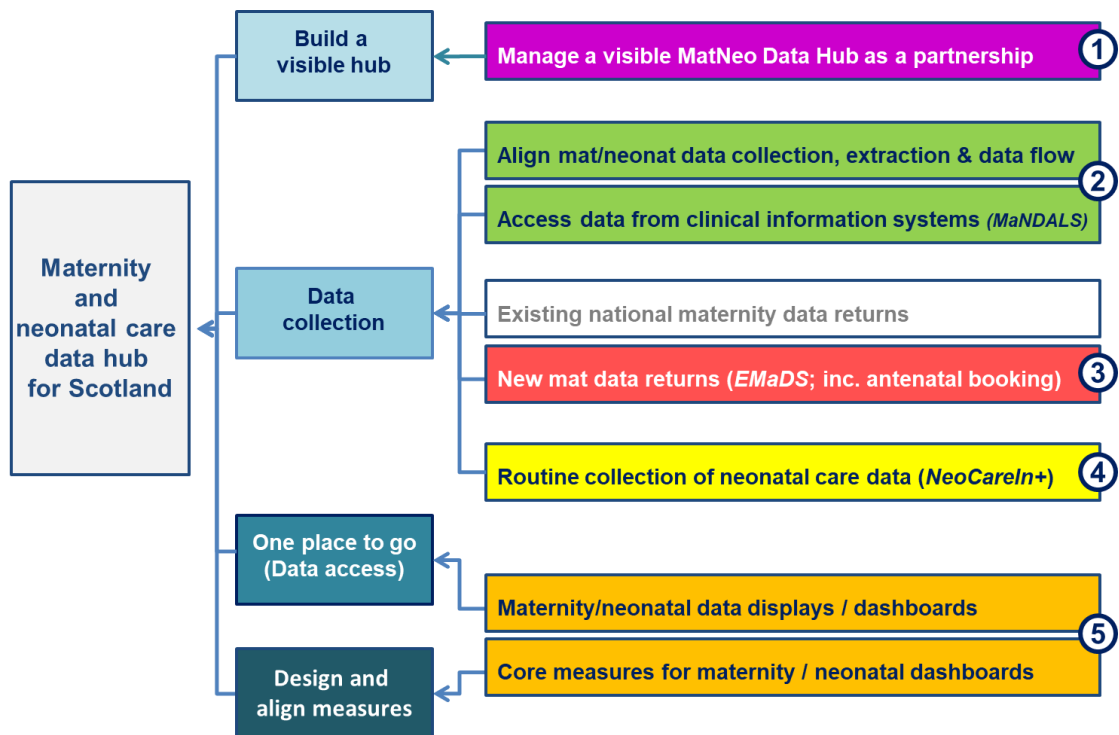 Build a
visible hub
Manage a visible MatNeo Data Hub as a partnership
1
Align mat/neonat data collection, extraction & data flow
2
Access data from clinical information systems (MaNDALS)
Maternity
and
neonatal care
data hub
for Scotland
Data
collection
Existing national maternity data returns
New mat data returns (EMaDS; inc. antenatal booking)
3
Routine collection of neonatal care data (NeoCareIn+)
4
One place to go
(Data access)
Maternity/neonatal data displays / dashboards
5
Core measures for maternity / neonatal dashboards
Design and
align measures